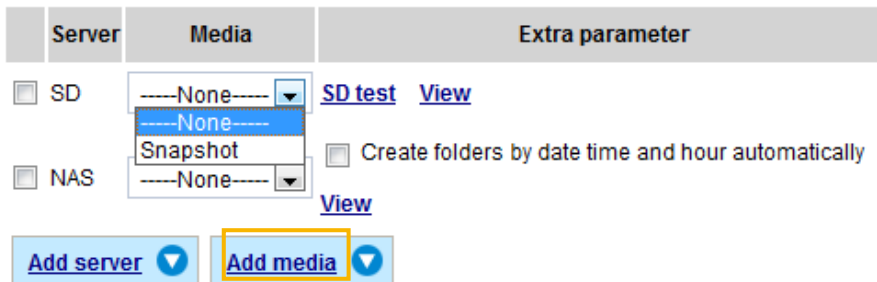 Server Media Extra parameter
SD -----None----- SD test View
-----None-----
Snapshot
Create folders by date time and hour automatically
NAS -----None-----
View
Add server Add media